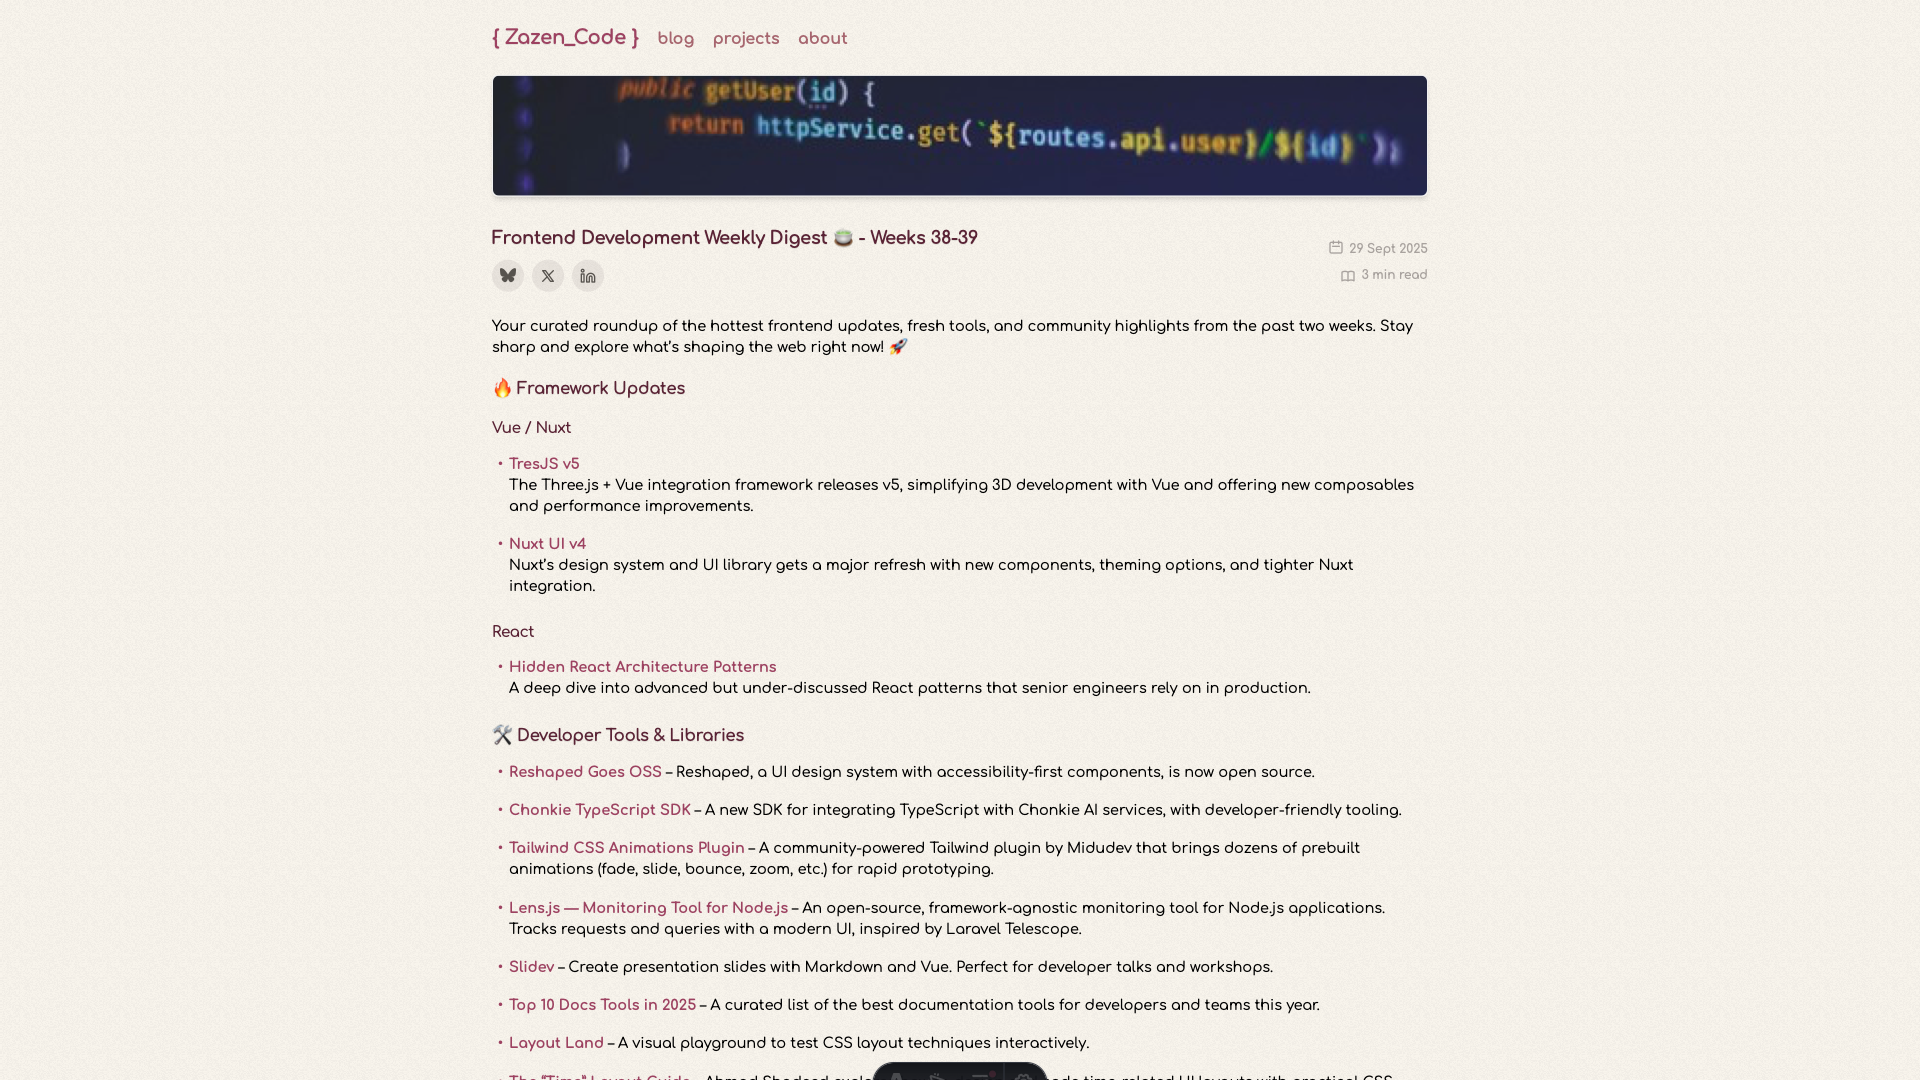 { Zazen_Code } blog projects about
public getUser(id) {
return httpService.get(`${routes.api.user}/${id}`);
}
Frontend Development Weekly Digest 🍵 - Weeks 38-39
29 Sept 2025
3 min read
Your curated roundup of the hottest frontend updates, fresh tools, and community highlights from the past two weeks. Stay
sharp and explore what's shaping the web right now! 🚀
🔥 Framework Updates
Vue / Nuxt
• TresJS v5
The Three.js + Vue integration framework releases v5, simplifying 3D development with Vue and offering new composables
and performance improvements.
• Nuxt UI v4
Nuxt's design system and UI library gets a major refresh with new components, theming options, and tighter Nuxt
integration.
React
• Hidden React Architecture Patterns
A deep dive into advanced but under-discussed React patterns that senior engineers rely on in production.
🛠️ Developer Tools & Libraries
• Reshaped Goes OSS – Reshaped, a UI design system with accessibility-first components, is now open source.
• Chonkie TypeScript SDK – A new SDK for integrating TypeScript with Chonkie AI services, with developer-friendly tooling.
• Tailwind CSS Animations Plugin – A community-powered Tailwind plugin by Midudev that brings dozens of prebuilt
animations (fade, slide, bounce, zoom, etc.) for rapid prototyping.
• Lens.js — Monitoring Tool for Node.js – An open-source, framework-agnostic monitoring tool for Node.js applications.
Tracks requests and queries with a modern UI, inspired by Laravel Telescope.
• Slidev – Create presentation slides with Markdown and Vue. Perfect for developer talks and workshops.
• Top 10 Docs Tools in 2025 – A curated list of the best documentation tools for developers and teams this year.
• Layout Land – A visual playground to test CSS layout techniques interactively.